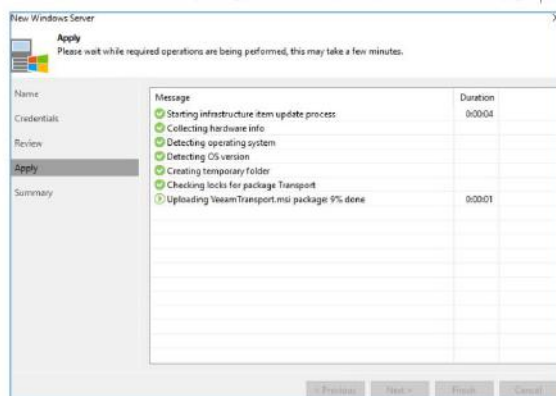 New Windows Server
Apply
Please wait while required operations are being performed, this may take a few minutes.
Name
Credentials
Review
Apply
Summary
Message Duration
Starting infrastructure item update process 0:00:04
Collecting hardware info
Detecting operating system
Detecting OS version
Creating temporary folder
Checking locks for package Transport
Uploading VeeamTransport.msi package: 9% done 0:00:01
< Previous Next > Finish Cancel